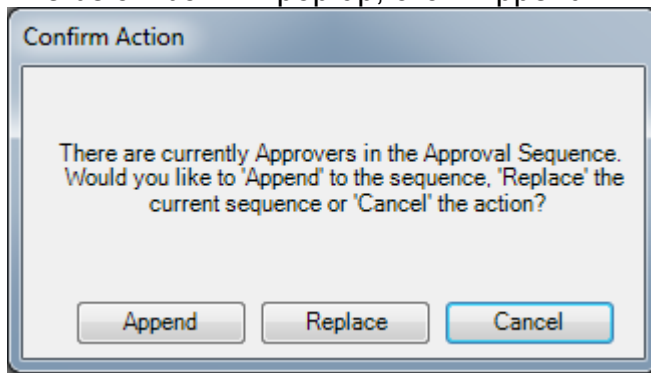 Confirm Action
There are currently Approvers in the Approval Sequence.
Would you like to 'Append' to the sequence, 'Replace' the
current sequence or 'Cancel' the action?
Append Replace Cancel